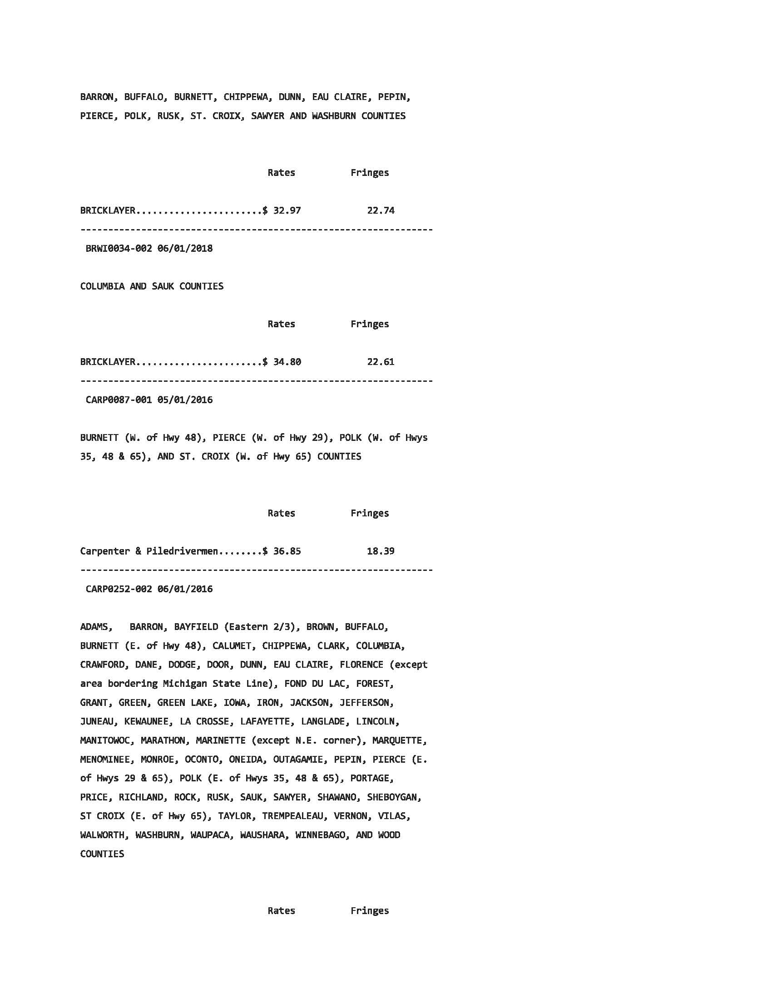 BARRON, BUFFALO, BURNETT, CHIPPEWA, DUNN, EAU CLAIRE, PEPIN,
PIERCE, POLK, RUSK, ST. CROIX, SAWYER AND WASHBURN COUNTIES
Rates Fringes
BRICKLAYER.......................$ 32.97 22.74
----------------------------------------------------------------
BRWI0034-002 06/01/2018
COLUMBIA AND SAUK COUNTIES
Rates Fringes
BRICKLAYER.......................$ 34.80 22.61
----------------------------------------------------------------
CARP0087-001 05/01/2016
BURNETT (W. of Hwy 48), PIERCE (W. of Hwy 29), POLK (W. of Hwys
35, 48 & 65), AND ST. CROIX (W. of Hwy 65) COUNTIES
Rates Fringes
Carpenter & Piledrivermen........$ 36.85 18.39
----------------------------------------------------------------
CARP0252-002 06/01/2016
ADAMS, BARRON, BAYFIELD (Eastern 2/3), BROWN, BUFFALO,
BURNETT (E. of Hwy 48), CALUMET, CHIPPEWA, CLARK, COLUMBIA,
CRAWFORD, DANE, DODGE, DOOR, DUNN, EAU CLAIRE, FLORENCE (except
area bordering Michigan State Line), FOND DU LAC, FOREST,
GRANT, GREEN, GREEN LAKE, IOWA, IRON, JACKSON, JEFFERSON,
JUNEAU, KEWAUNEE, LA CROSSE, LAFAYETTE, LANGLADE, LINCOLN,
MANITOWOC, MARATHON, MARINETTE (except N.E. corner), MARQUETTE,
MENOMINEE, MONROE, OCONTO, ONEIDA, OUTAGAMIE, PEPIN, PIERCE (E.
of Hwys 29 & 65), POLK (E. of Hwys 35, 48 & 65), PORTAGE,
PRICE, RICHLAND, ROCK, RUSK, SAUK, SAWYER, SHAWANO, SHEBOYGAN,
ST CROIX (E. of Hwy 65), TAYLOR, TREMPEALEAU, VERNON, VILAS,
WALWORTH, WASHBURN, WAUPACA, WAUSHARA, WINNEBAGO, AND WOOD
COUNTIES
Rates Fringes